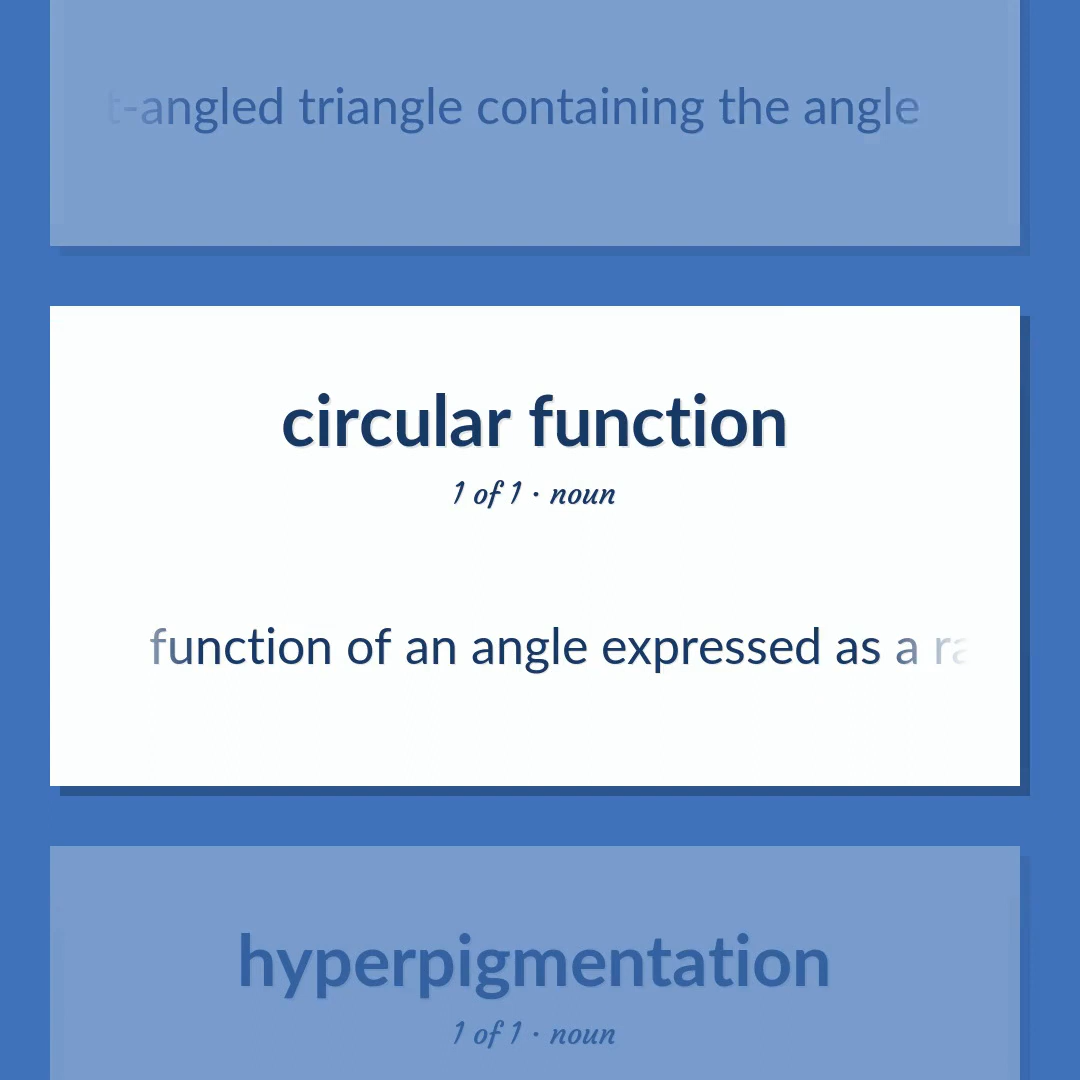 t-angled triangle containing the angle
circular function
1 of 1 · noun
function of an angle expressed as a ra
hyperpigmentation
1 of 1 · noun